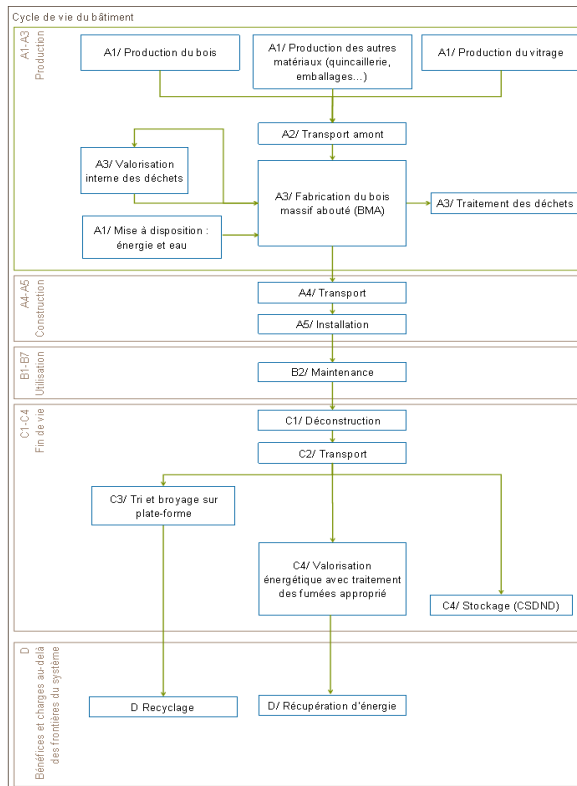 Cycle de vie du bâtiment
A1-A3
Production
A1/ Production du bois
A1/ Production des autres
matériaux (quincaillerie,
emballages...)
A1/ Production du vitrage
A2/ Transport amont
A3/ Valorisation
interne des déchets
A3/ Fabrication du bois
massif abouté (BMA)
A3/ Traitement des déchets
A1/ Mise à disposition :
énergie et eau
A4-A5
Construction
A4/ Transport
A5/ Installation
B1-B7
Utilisation
B2/ Maintenance
C1-C4
Fin de vie
C1/ Déconstruction
C2/ Transport
C3/ Tri et broyage sur
plate-forme
C4/ Valorisation
énergétique avec traitement
des fumées approprié
C4/ Stockage (CSDND)
D
Bénéfices et charges au-delà
des frontières du système
D Recyclage
D/ Récupération d'énergie